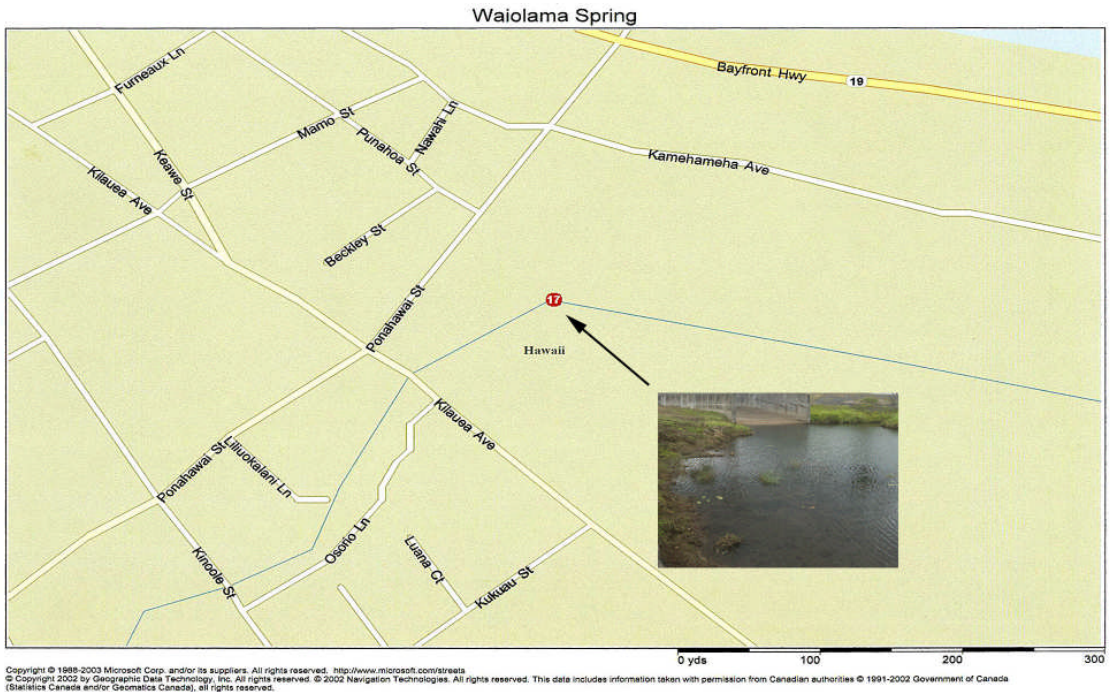 Waiolama Spring
Bayfront Hwy
19
Furneaux Ln
Mamo St
Nawahi Ln
Punahoa St
Kamehameha Ave
Keawe St
Kilauea Ave
Beckley St
Ponahawai St
17
Hawaii
Kilauea Ave
Ponahawai St
Liliuokalani Ln
Osorio Ln
Luana Ct
Kinoole St
Kukuau St
0 yds 100 200 300
Copyright © 1988-2003 Microsoft Corp. and/or its suppliers. All rights reserved. http://www.microsoft.com/streets
© Copyright 2002 by Geographic Data Technology, Inc. All rights reserved. © 2002 Navigation Technologies. All rights reserved. This data includes information taken with permission from Canadian authorities © 1991-2002 Government of Canada
(Statistics Canada and/or Geomatics Canada), all rights reserved.